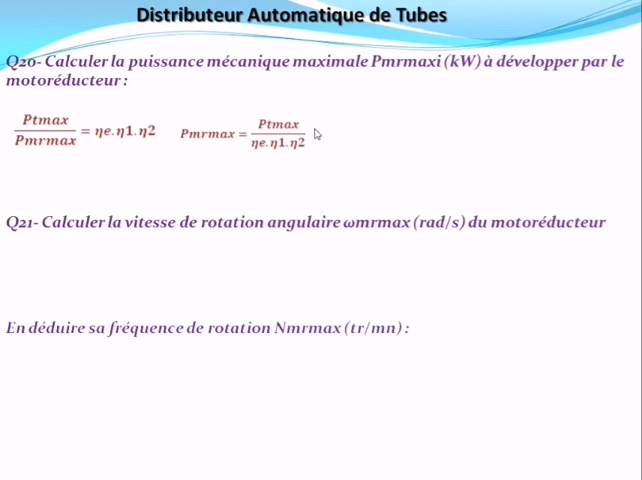 Distributeur Automatique de Tubes
Q20- Calculer la puissance mécanique maximale Pmrmaxi (kW) à développer par le
motoréducteur :
Ptmax / Pmrmax = ηe.η1.η2    Pmrmax = Ptmax / ηe.η1.η2
Q21- Calculer la vitesse de rotation angulaire ωmrmax (rad/s) du motoréducteur
En déduire sa fréquence de rotation Nmrmax (tr/mn) :